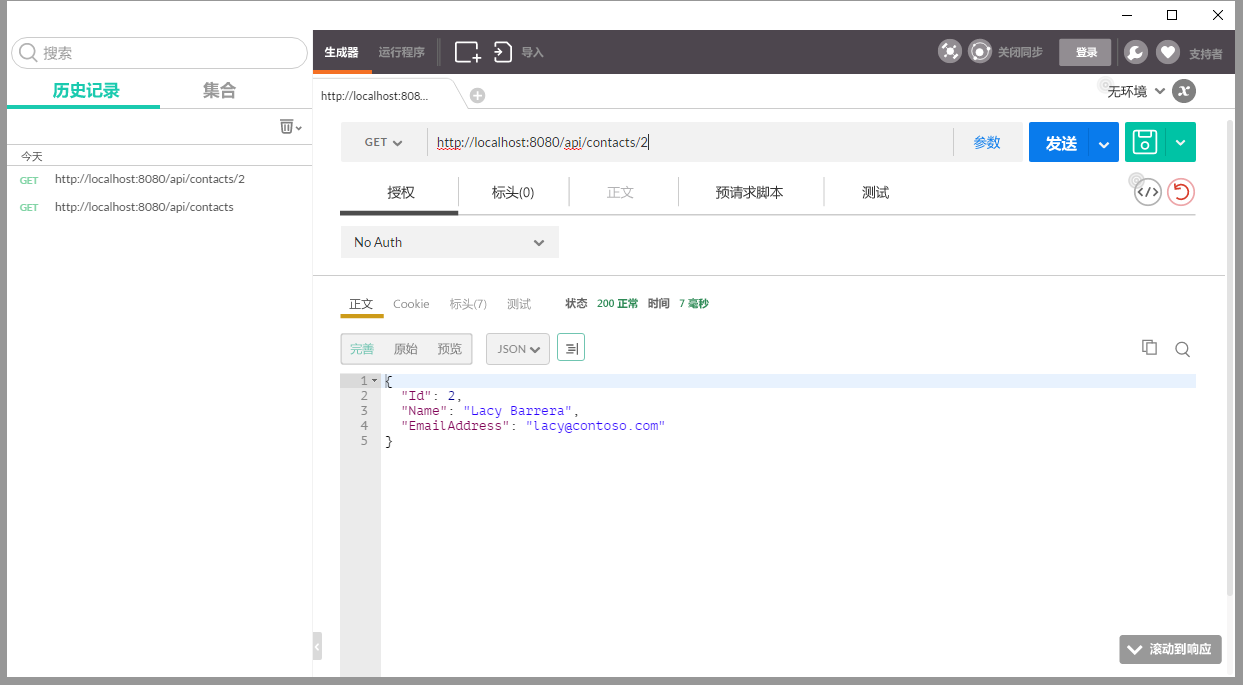 搜索
历史记录 集合
今天
GET http://localhost:8080/api/contacts/2
GET http://localhost:8080/api/contacts
生成器 运行程序 导入 关闭同步 登录 支持者
http://localhost:808... 无环境
GET http://localhost:8080/api/contacts/2 参数 发送
授权 标头(0) 正文 预请求脚本 测试
No Auth
正文 Cookie 标头(7) 测试 状态 200 正常 时间 7 毫秒
完善 原始 预览 JSON
1 {
2 "Id": 2,
3 "Name": "Lacy Barrera",
4 "EmailAddress": "lacy@contoso.com"
5 }
滚动到响应